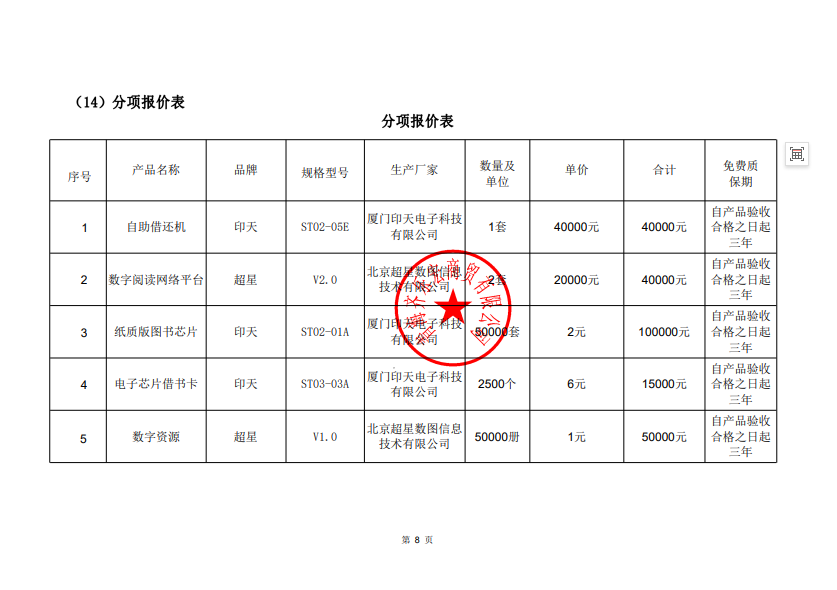 （14）分项报价表
分项报价表
序号 产品名称 品牌 规格型号 生产厂家 数量及单位 单价 合计 免费质保期
1 自助借还机 印天 ST02-05E 厦门印天电子科技有限公司 1套 40000元 40000元 自产品验收合格之日起三年
2 数字阅读网络平台 超星 V2.0 北京超星数图信息技术有限公司 2套 20000元 40000元 自产品验收合格之日起三年
3 纸质版图书芯片 印天 ST02-01A 厦门印天电子科技有限公司 50000套 2元 100000元 自产品验收合格之日起三年
4 电子芯片借书卡 印天 ST03-03A 厦门印天电子科技有限公司 2500个 6元 15000元 自产品验收合格之日起三年
5 数字资源 超星 V1.0 北京超星数图信息技术有限公司 50000册 1元 50000元 自产品验收合格之日起三年
商贸有限公司
第 8 页